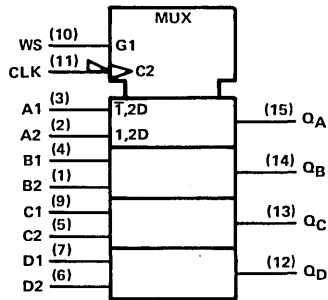 MUX
WS (10) G1
CLK (11) C2
A1 (3) 1̅,2D (15) QA
A2 (2) 1,2D
B1 (4) (14) QB
B2 (1)
C1 (9) (13) QC
C2 (5)
D1 (7) (12) QD
D2 (6)